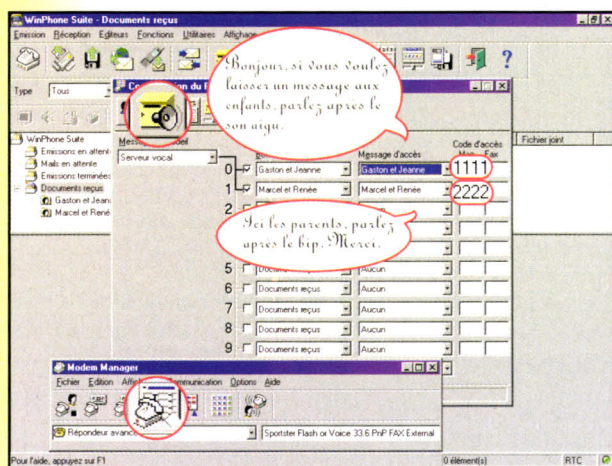 WinPhone Suite - Documents reçus
Emission Réception Editeurs Fonctions Utilitaires Affichage
Bonjour, si vous voulez
laisser un message aux
enfants, parlez après le
son aigu.
Type Tous
Fichier joint
WinPhone Suite
Emissions en attente
Mails en attente
Emissions terminées
Documents reçus
Gaston et Jeann
Marcel et René
Serveur vocal
Message d'accès
Code d'accès
Fax
0 Gaston et Jeanne Gaston et Jeanne 1111
1 Marcel et Renée Marcel et Renée 2222
2
Ici les parents, parlez
après le bip. Merci.
5 Documents reçus Aucun
6 Documents reçus Aucun
7 Documents reçus Aucun
8 Documents reçus Aucun
9 Documents reçus Aucun
Modem Manager
Fichier Edition Communication Options Aide
Répondeur avancé Sportster Flash or Voice 33.6 PnP FAX External
Pour l'aide, appuyez sur F1 0 élément(s) RTC